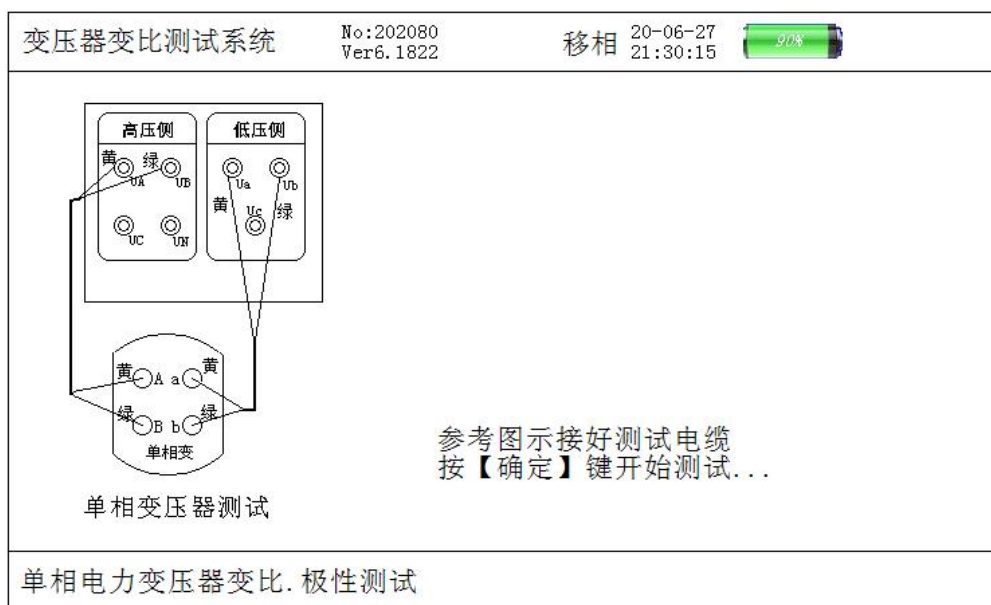 变压器变比测试系统
No:202080
Ver6.1822
移相
20-06-27
21:30:15
90%
高压侧
低压侧
黄
绿
UA
UB
Ua
Ub
黄
Uc
绿
UC
UN
黄
A a
黄
绿
B b
绿
单相变
参考图示接好测试电缆
按【确定】键开始测试...
单相变压器测试
单相电力变压器变比.极性测试